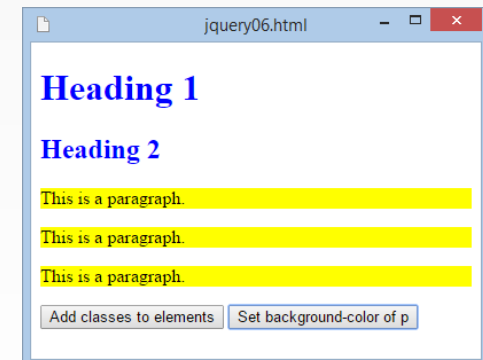 jquery06.html
Heading 1
Heading 2
This is a paragraph.
This is a paragraph.
This is a paragraph.
Add classes to elements Set background-color of p